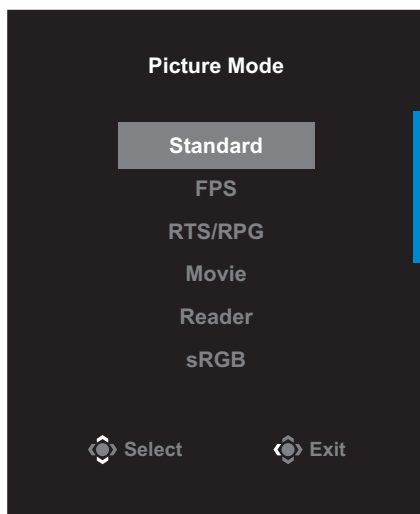 Picture Mode
Standard
FPS
RTS/RPG
Movie
Reader
sRGB
Select Exit